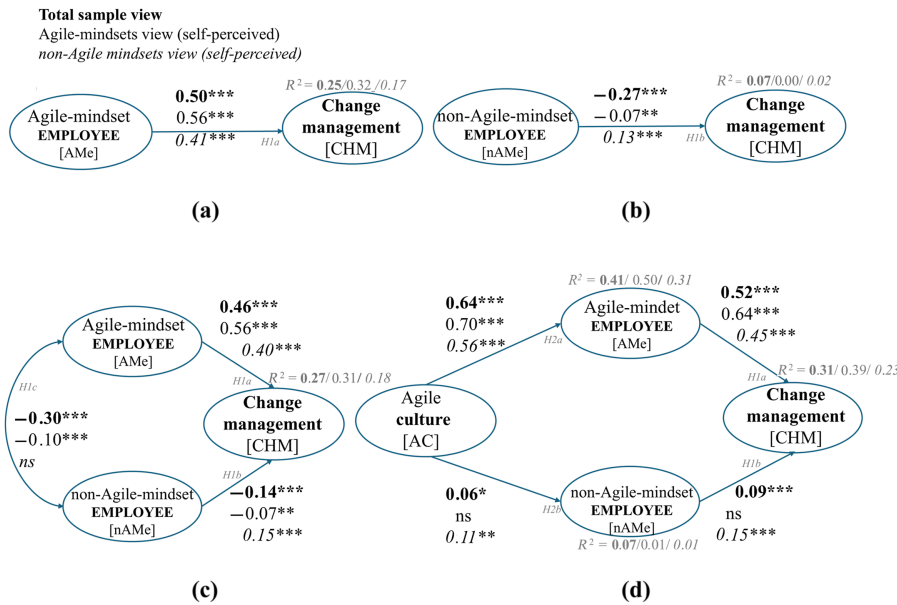 Total sample view
Agile-mindsets view (self-perceived)
non-Agile mindsets view (self-perceived)
R² = 0.25/0.32 /0.17
0.50***
0.56***
0.41***
Agile-mindset
EMPLOYEE
[AMe]
H1a
Change
management
[CHM]
(a)
R² = 0.07/0.00/ 0.02
−0.27***
−0.07**
0.13***
non-Agile-mindset
EMPLOYEE
[nAMe]
H1b
Change
management
[CHM]
(b)
0.46***
0.56***
0.40***
Agile-mindset
EMPLOYEE
[AMe]
H1c
H1a
R² = 0.27/0.31/ 0.18
Change
management
[CHM]
−0.30***
−0.10***
ns
H1b
non-Agile-mindset
EMPLOYEE
[nAMe]
−0.14***
−0.07**
0.15***
(c)
R² = 0.41/ 0.50/ 0.31
0.64***
0.70***
0.56***
Agile-mindet
EMPLOYEE
[AMe]
0.52***
0.64***
0.45***
H2a
H1a
R² = 0.31/0.39/ 0.23
Agile
culture
[AC]
Change
management
[CHM]
H1b
0.06*
ns
0.11**
H2b
non-Agile-mindset
EMPLOYEE
[nAMe]
R² = 0.07/0.01/ 0.01
0.09***
ns
0.15***
(d)